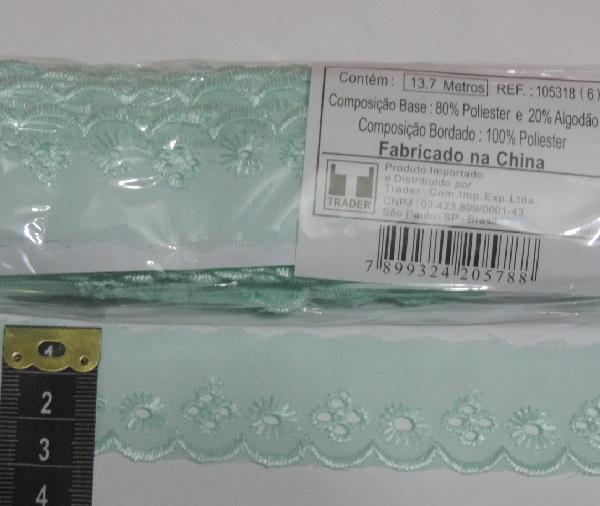 Contém : 13.7 Metros REF. : 105318 ( 6 )
Composição Base : 80% Poliester e 20% Algodão
Composição Bordado : 100% Poliester
Fabricado na China
TRADER
Produto Importado
e Distribuido por
Trader - Com.Imp.Exp.Ltda.
CNPJ : 03.423.899/0001-43
São Paulo - SP - Brasil
7 899324 205788
1
2
3
4